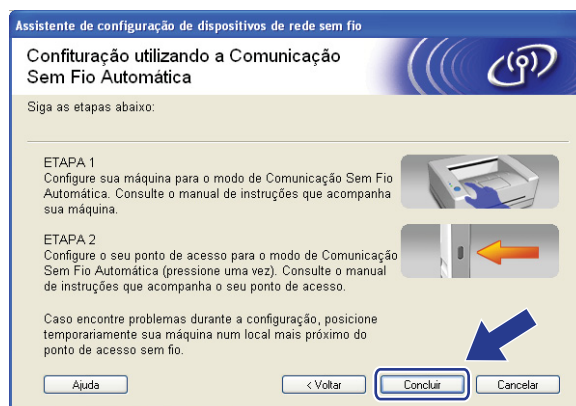 Assistente de configuração de dispositivos de rede sem fio
Confituração utilizando a Comunicação
Sem Fio Automática
Siga as etapas abaixo:
ETAPA 1
Configure sua máquina para o modo de Comunicação Sem Fio
Automática. Consulte o manual de instruções que acompanha
sua máquina.
ETAPA 2
Configure o seu ponto de acesso para o modo de Comunicação
Sem Fio Automática (pressione uma vez). Consulte o manual
de instruções que acompanha o seu ponto de acesso.
Caso encontre problemas durante a configuração, posicione
temporariamente sua máquina num local mais próximo do
ponto de acesso sem fio.
Ajuda
< Voltar
Concluir
Cancelar